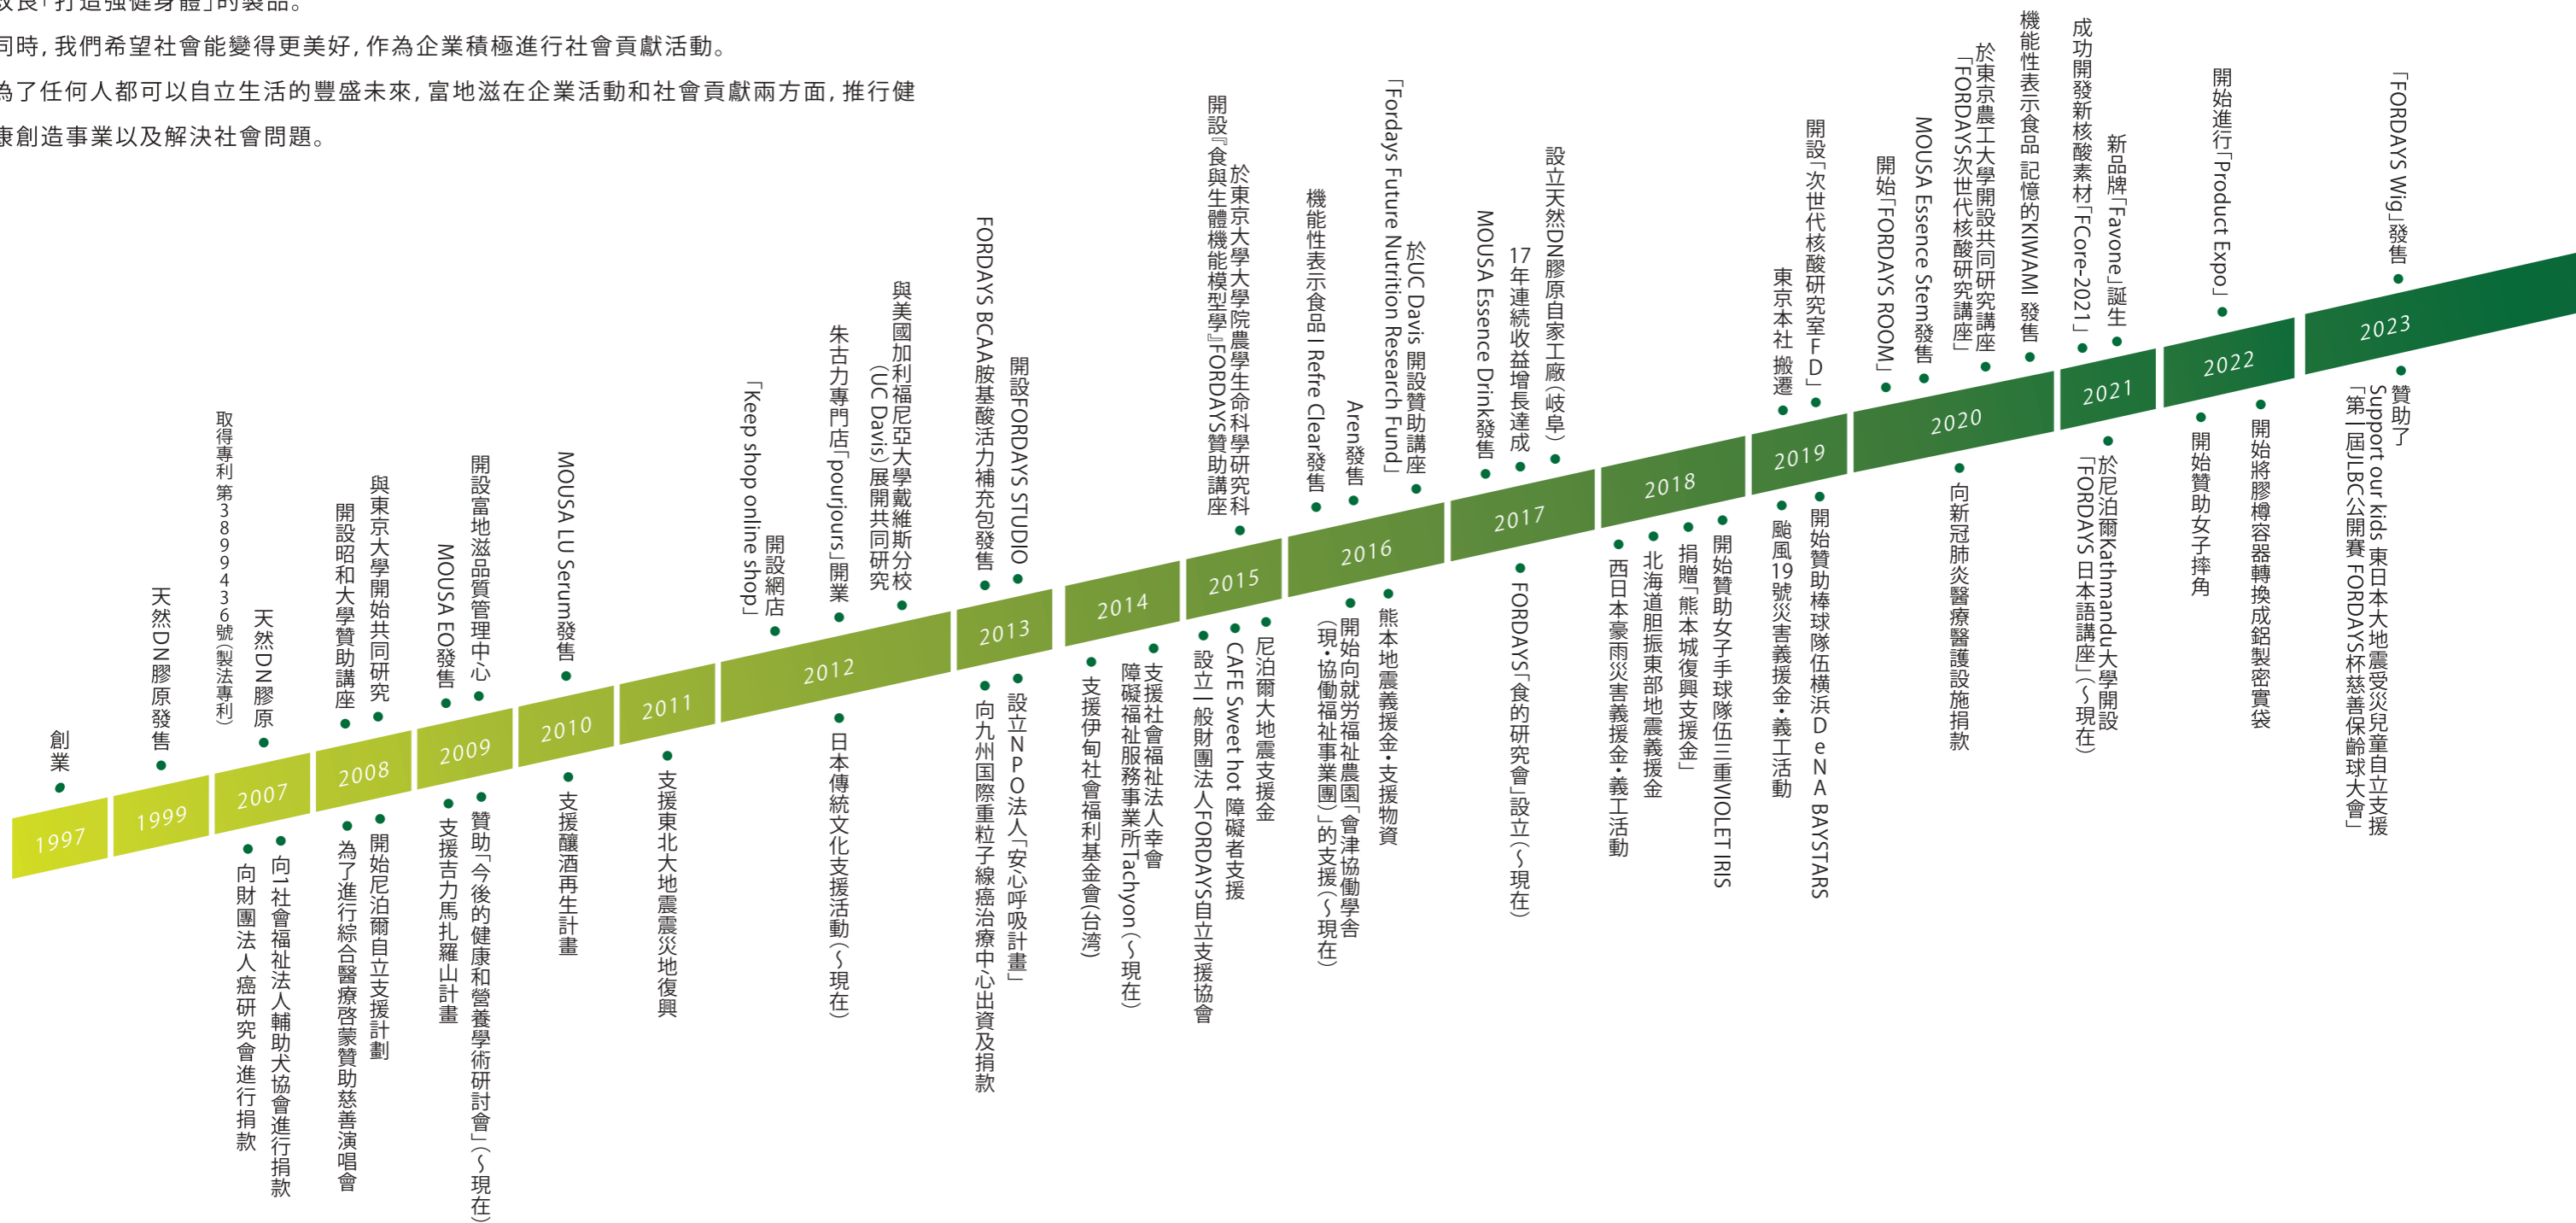 改良「打造強健身體」的製品。
同時，我們希望社會能變得更美好，作為企業積極進行社會貢獻活動。
為了任何人都可以自立生活的豐盛未來，富地滋在企業活動和社會貢獻兩方面，推行健
康創造事業以及解決社會問題。
1997
創業
1999
天然DN膠原發售
2007
天然DN膠原
取得專利 第3899436號(製法專利)
向財團法人癌研究會進行捐款
向1社會福祉法人輔助犬協會進行捐款
2008
開設昭和大學贊助講座
與東京大學開始共同研究
為了進行綜合醫療啓蒙贊助慈善演唱會
開始尼泊爾自立支援計劃
2009
MOUSA EO發售
開設富地滋品質管理中心
支援吉力馬扎羅山計畫
贊助「今後的健康和營養學術研討會」(～現在)
2010
MOUSA LU Serum發售
支援釀酒再生計畫
2011
支援東北大地震震災地復興
2012
開設網店
「Keep shop online shop」
朱古力專門店「pourjours」開業
與美國加利福尼亞大學戴維斯分校
(UC Davis)展開共同研究
日本傳統文化支援活動(～現在)
2013
FORDAYS BCAA胺基酸活力補充包發售
開設FORDAYS STUDIO
向九州国際重粒子線癌治療中心出資及捐款
設立NPO法人「安心呼吸計畫」
2014
支援伊甸社會福利基金會(台湾)
支援社會福祉法人幸會
障礙福祉服務事業所Tachyon(～現在)
2015
於東京大學大學院農學生命科學研究科
開設『食與生體機能模型學』FORDAYS贊助講座
設立一般財團法人FORDAYS自立支援協會
CAFE Sweet hot 障礙者支援
尼泊爾大地震支援金
2016
機能性表示食品 I Refre Clear發售
Aren發售
於UC Davis 開設贊助講座
「Fordays Future Nutrition Research Fund」
開始向就労福祉農園「會津協働學舎
(現・協働福祉事業團)」的支援(～現在)
熊本地震義援金・支援物資
2017
MOUSA Essence Drink發售
17年連続收益增長達成
設立天然DN膠原自家工廠(岐阜)
FORDAYS「食的研究會」設立(～現在)
2018
西日本豪雨災害義援金・義工活動
北海道胆振東部地震義援金
捐贈「熊本城復興支援金」
開始贊助女子手球隊伍三重VIOLET IRIS
2019
東京本社 搬遷
開設「次世代核酸研究室FD」
颱風19號災害義援金・義工活動
開始贊助棒球隊伍横浜DeNA BAYSTARS
2020
開始「FORDAYS ROOM」
MOUSA Essence Stem發售
於東京農工大學開設共同研究講座
「FORDAYS次世代核酸研究講座」
機能性表示食品 記憶的KIWAMI 發售
向新冠肺炎醫療醫護設施捐款
2021
成功開發新核酸素材「FCore-2021」
新品牌「Favone」誕生
於尼泊爾Kathmandu大學開設
「FORDAYS 日本語講座」(～現在)
2022
開始進行「Product Expo」
開始贊助女子摔角
開始將膠樽容器轉換成鋁製密實袋
2023
「FORDAYS Wig」發售
贊助了
Support our kids 東日本大地震受災兒童自立支援
「第一屆JLBC公開賽 FORDAYS杯慈善保齡球大會」